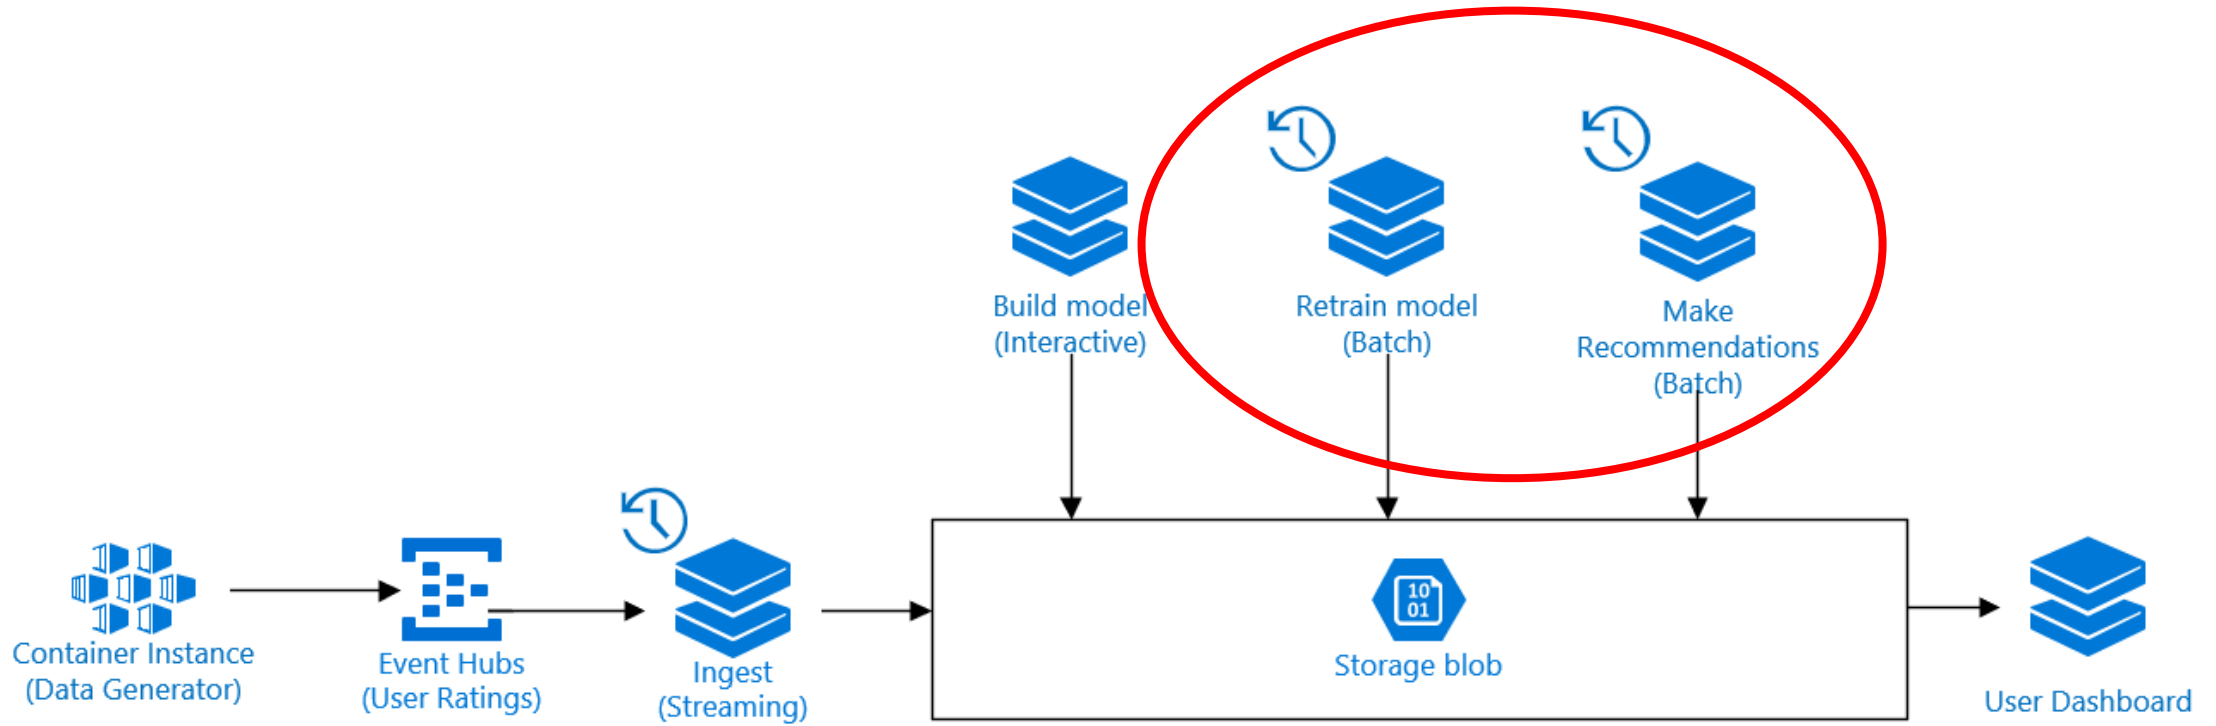 Build model
(Interactive)
Retrain model
(Batch)
Make
Recommendations
(Batch)
Container Instance
(Data Generator)
Event Hubs
(User Ratings)
Ingest
(Streaming)
10
01
Storage blob
User Dashboard